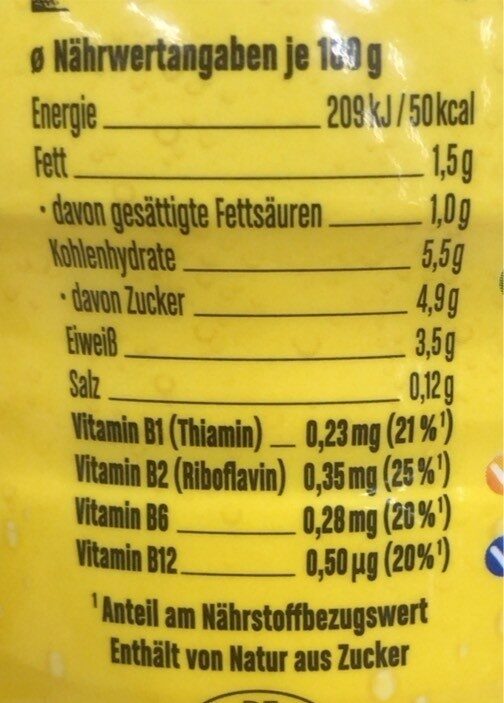 ø Nährwertangaben je 100 g
Energie 209 kJ / 50 kcal
Fett 1,5 g
· davon gesättigte Fettsäuren 1,0 g
Kohlenhydrate 5,5 g
· davon Zucker 4,9 g
Eiweiß 3,5 g
Salz 0,12 g
Vitamin B1 (Thiamin) 0,23 mg (21 %¹)
Vitamin B2 (Riboflavin) 0,35 mg (25 %¹)
Vitamin B6 0,28 mg (20 %¹)
Vitamin B12 0,50 µg (20%¹)
¹Anteil am Nährstoffbezugswert
Enthält von Natur aus Zucker